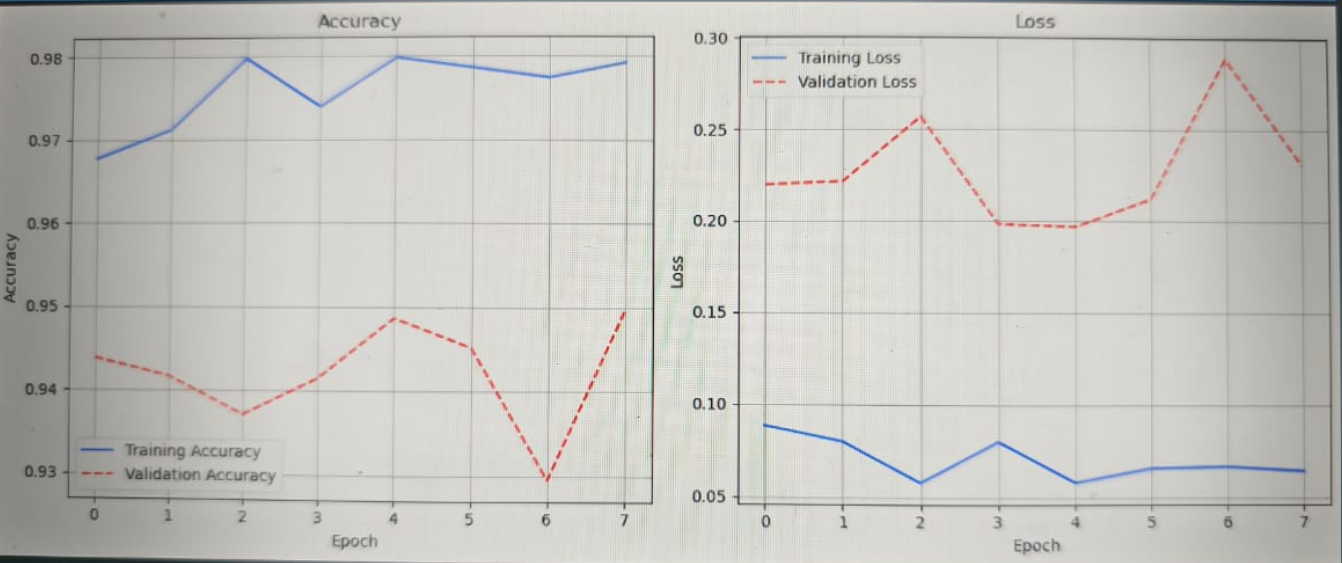 Accuracy
0.98
0.97
0.96
0.95
0.94
0.93
Accuracy
Training Accuracy
Validation Accuracy
0 1 2 3 4 5 6 7
Epoch
Loss
0.30
0.25
0.20
0.15
0.10
0.05
Loss
Training Loss
Validation Loss
0 1 2 3 4 5 6 7
Epoch